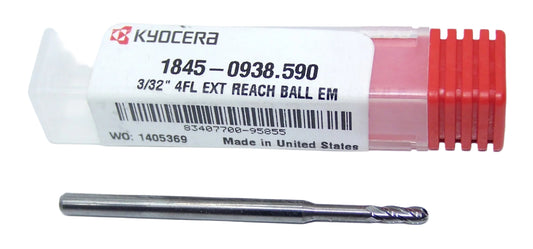 KYOCERA
1845-0938.590
3/32" 4FL EXT REACH BALL EM
83407700-95855
WO: 1405369 Made in United States